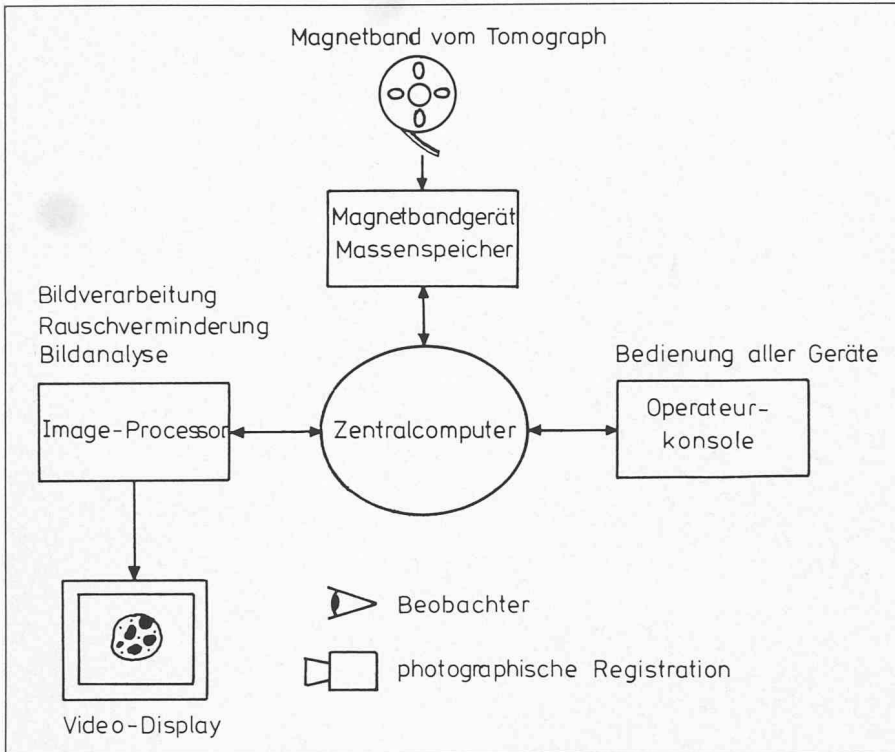 Magnetband vom Tomograph
Magnetbandgerät
Massenspeicher
Bildverarbeitung
Rauschverminderung
Bildanalyse
Bedienung aller Geräte
Image-Processor
Zentralcomputer
Operateur-
konsole
Beobachter
photographische Registration
Video-Display